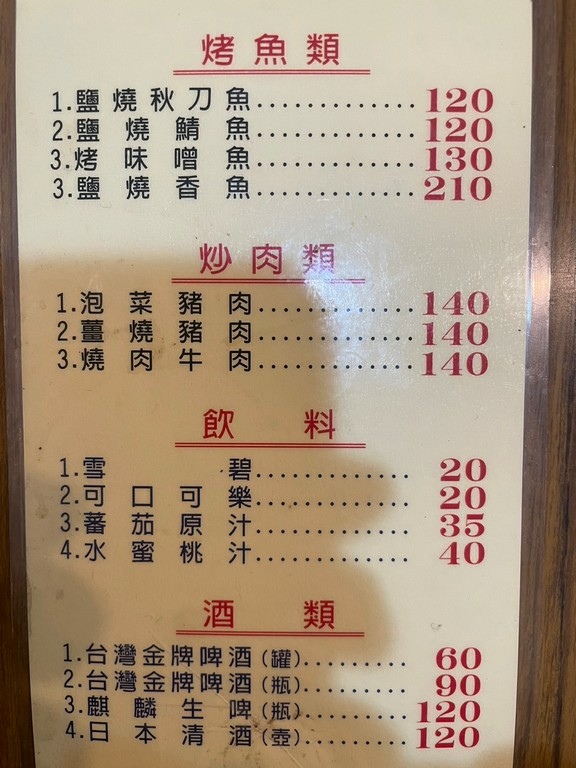 烤魚類
1.鹽燒秋刀魚..............120
2.鹽燒鯖魚..............120
3.烤味噌魚..............130
3.鹽燒香魚..............210
炒肉類
1.泡菜豬肉..............140
2.薑燒豬肉..............140
3.燒肉牛肉..............140
飲料
1.雪碧.............20
2.可口可樂.............20
3.蕃茄原汁.............35
4.水蜜桃汁.............40
酒類
1.台灣金牌啤酒(罐).........60
2.台灣金牌啤酒(瓶).........90
3.麒麟生啤(瓶).........120
4.日本清酒(壺).........120